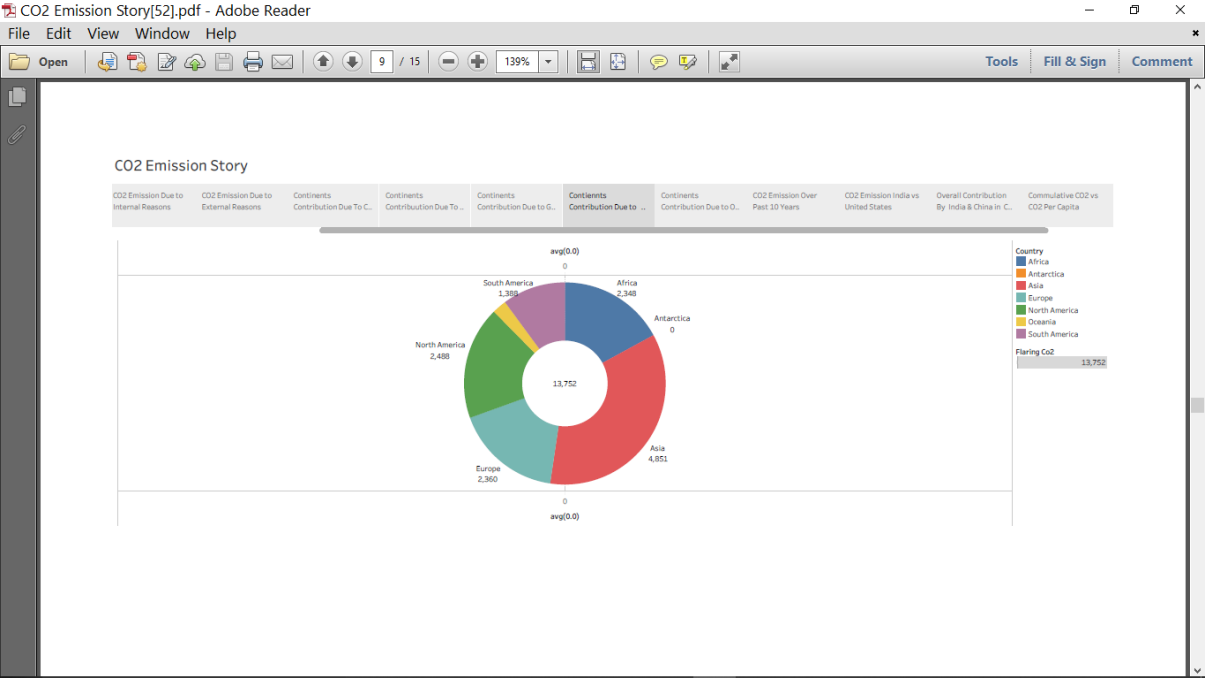 CO2 Emission Story[52].pdf - Adobe Reader
File Edit View Window Help
Open 9 / 15 139% Tools Fill & Sign Comment
CO2 Emission Story
CO2 Emission Due to
Internal Reasons
CO2 Emission Due to
External Reasons
Continents
Contribution Due To C..
Continents
Contribuution Due To ..
Continents
Contribution Due to G..
Contiennts
Contribution Due to ..
Continents
Contribution Due to O..
CO2 Emission Over
Past 10 Years
CO2 Emission India vs
United States
Overall Contribution
By India & China in C..
Commulative CO2 vs
CO2 Per Capita
avg(0.0)
0
South America
1,388
Africa
2,348
Antarctica
0
North America
2,488
13,752
Asia
4,851
Europe
2,360
0
avg(0.0)
Country
Africa
Antarctica
Asia
Europe
North America
Oceania
South America
Flaring Co2
13,752